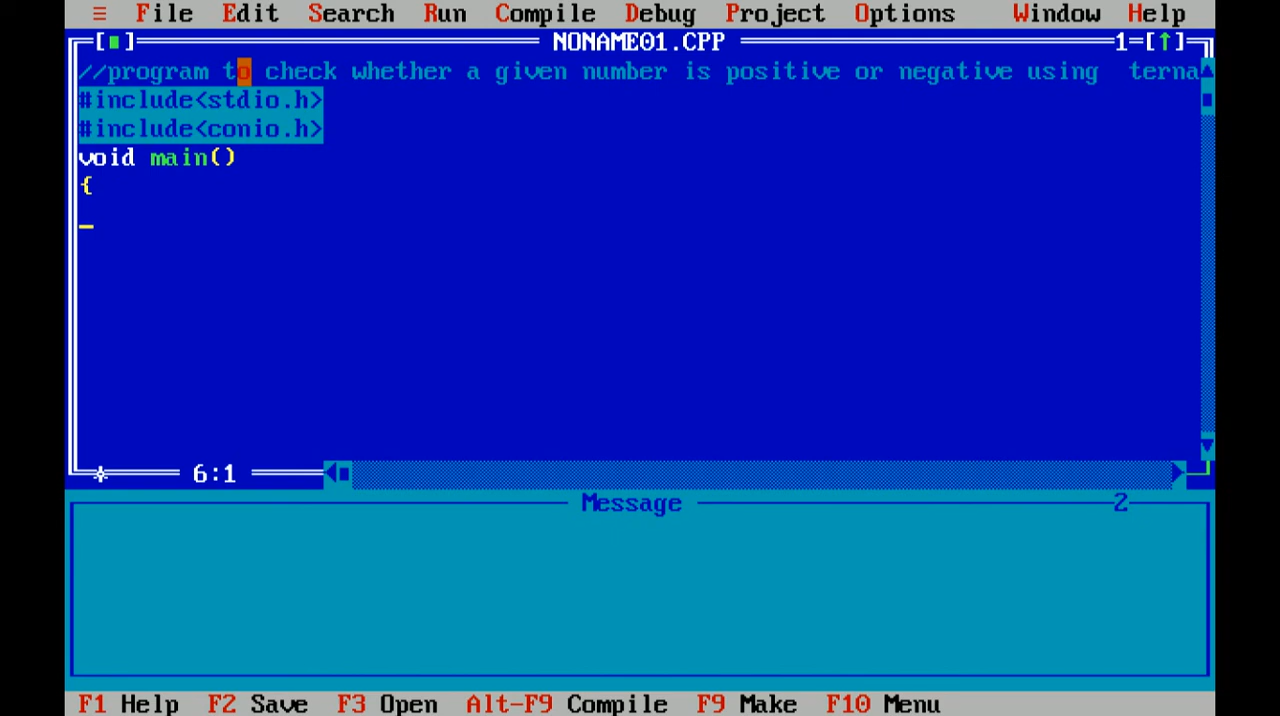 ≡ File Edit Search Run Compile Debug Project Options Window Help
[■] NONAME01.CPP 1=[↑]
//program to check whether a given number is positive or negative using  terna
#include<stdio.h>
#include<conio.h>
void main()
{
6:1
Message 2
F1 Help F2 Save F3 Open Alt-F9 Compile F9 Make F10 Menu